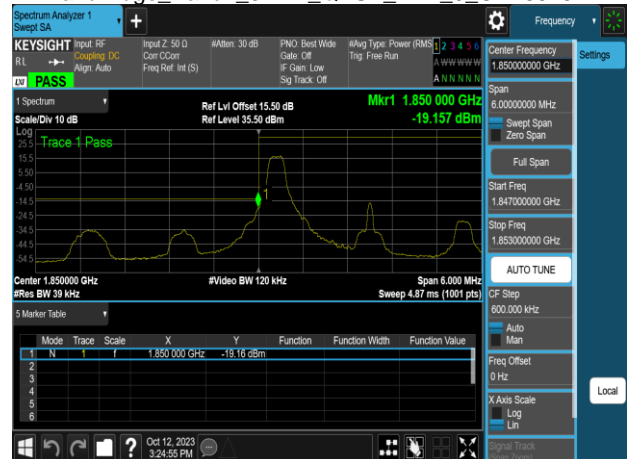 Spectrum Analyzer 1
Swept SA
+
Frequency
KEYSIGHT
RL
LXI PASS
Input: RF
Coupling: DC
Align: Auto
Input Z: 50 Ω
Corr CCorr
Freq Ref: Int (S)
#Atten: 30 dB
PNO: Best Wide
Gate: Off
IF Gain: Low
Sig Track: Off
#Avg Type: Power (RMS
Trig: Free Run
1 2 3 4 5 6
A WWWWW
A N N N N N
1 Spectrum
Scale/Div 10 dB
Ref Lvl Offset 15.50 dB
Ref Level 35.50 dBm
Mkr1 1.850 000 GHz
-19.157 dBm
Log
Trace 1 Pass
25.5
15.5
5.50
-4.50
-14.5
-24.5
-34.5
-44.5
-54.5
1
Center 1.850000 GHz
#Res BW 39 kHz
#Video BW 120 kHz
Span 6.000 MHz
Sweep 4.87 ms (1001 pts)
5 Marker Table
Mode Trace Scale X Y Function Function Width Function Value
1 N 1 f 1.850 000 GHz -19.16 dBm
2
3
4
5
6
Oct 12, 2023
3:24:55 PM
Center Frequency
1.850000000 GHz
Span
6.00000000 MHz
Swept Span
Zero Span
Full Span
Start Freq
1.847000000 GHz
Stop Freq
1.853000000 GHz
AUTO TUNE
CF Step
600.000 kHz
Auto
Man
Freq Offset
0 Hz
X Axis Scale
Log
Lin
Signal Track
Settings
Local